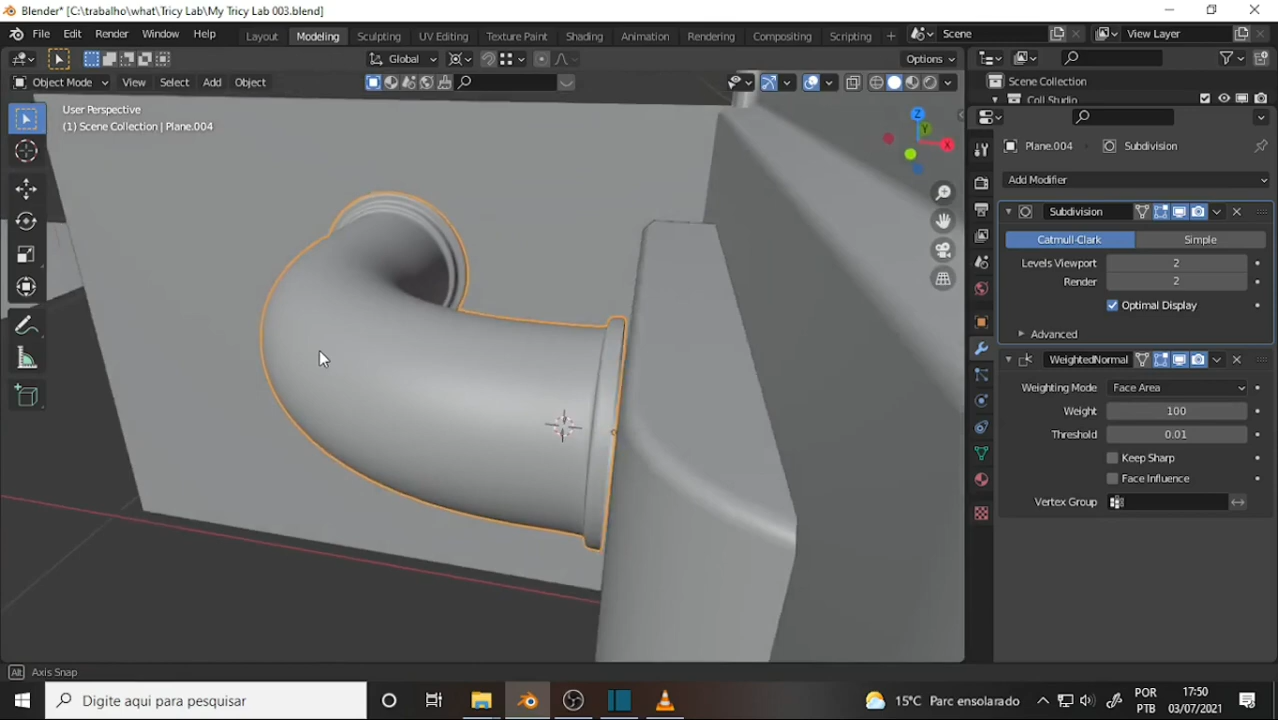 Blender* [C:\trabalho\what\Tricy Lab\My Tricy Lab 003.blend]
File Edit Render Window Help Layout Modeling Sculpting UV Editing Texture Paint Shading Animation Rendering Compositing Scripting + Scene View Layer
Global Options
Object Mode View Select Add Object
Scene Collection
Coll Studio
User Perspective
(1) Scene Collection | Plane.004
Z
Y
X
Plane.004 Subdivision
Add Modifier
Subdivision
Catmull-Clark Simple
Levels Viewport 2
Render 2
Optimal Display
Advanced
WeightedNormal
Weighting Mode Face Area
Weight 100
Threshold 0.01
Keep Sharp
Face Influence
Vertex Group
Alt Axis Snap
Digite aqui para pesquisar
15°C Parc ensolarado
POR
PTB
17:50
03/07/2021